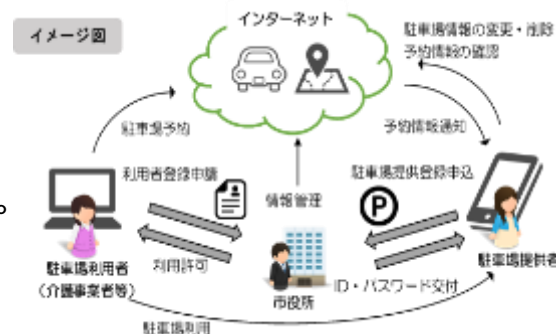 イメージ図
インターネット
駐車場情報の変更・削除
予約情報の確認
駐車場予約
予約情報通知
利用者登録申請
情報管理
駐車場提供登録申込
P
。
駐車場利用者
（介護事業者等）
利用許可
市役所
ID・パスワード交付
駐車場提供者
駐車場利用